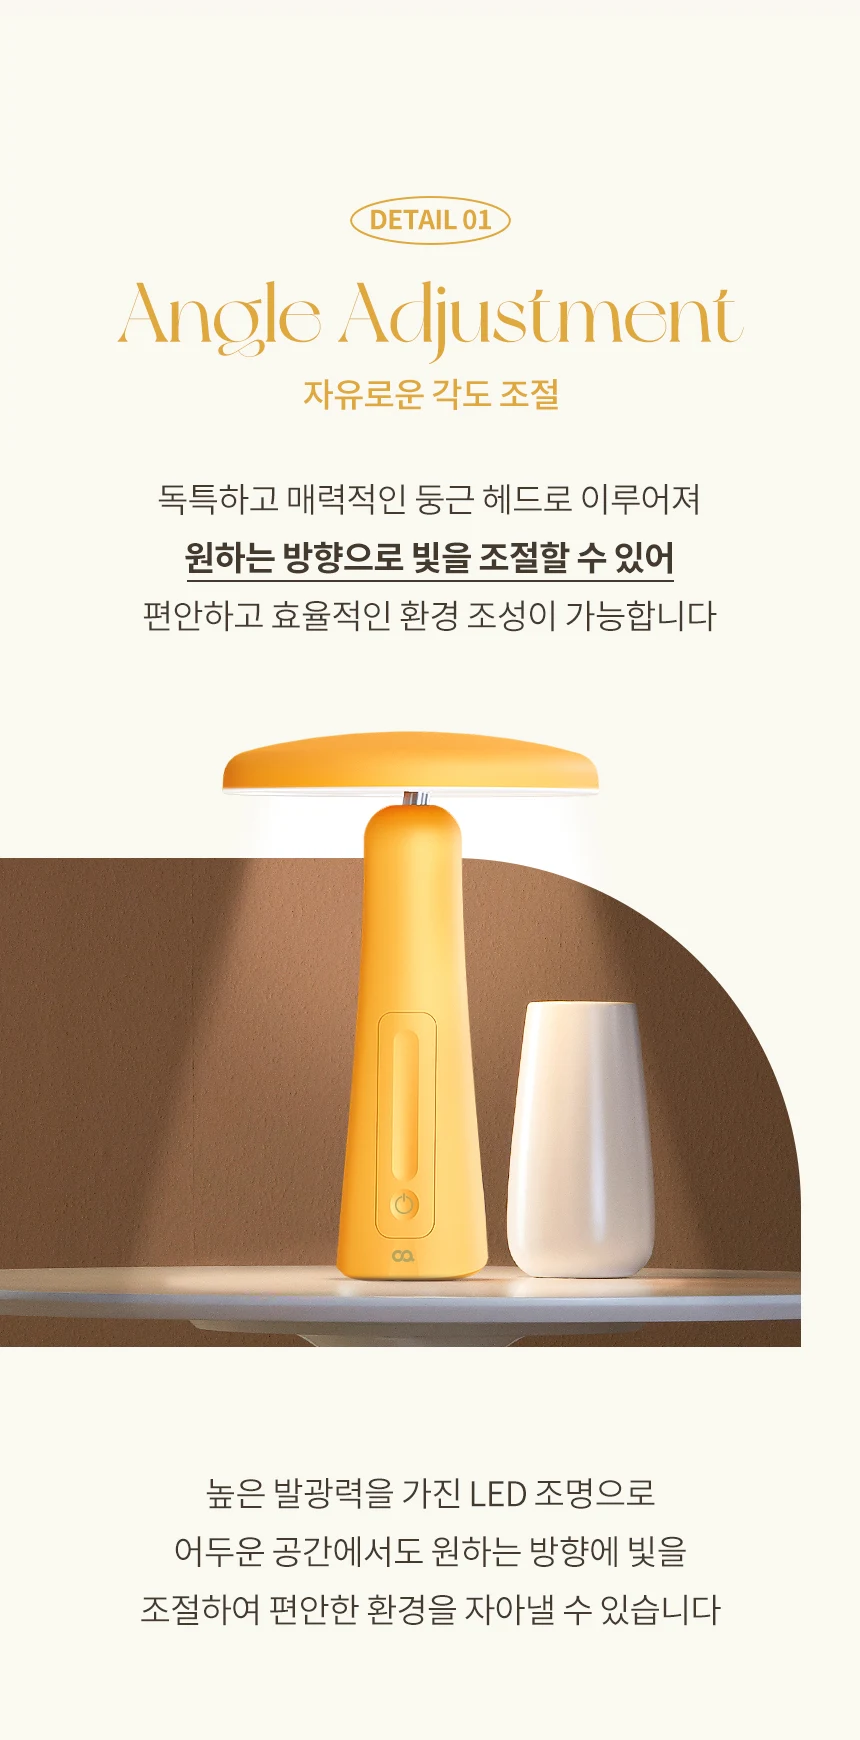 DETAIL 01
Angle Adjustment
자유로운 각도 조절
독특하고 매력적인 둥근 헤드로 이루어져
원하는 방향으로 빛을 조절할 수 있어
편안하고 효율적인 환경 조성이 가능합니다
oa
높은 발광력을 가진 LED 조명으로
어두운 공간에서도 원하는 방향에 빛을
조절하여 편안한 환경을 자아낼 수 있습니다